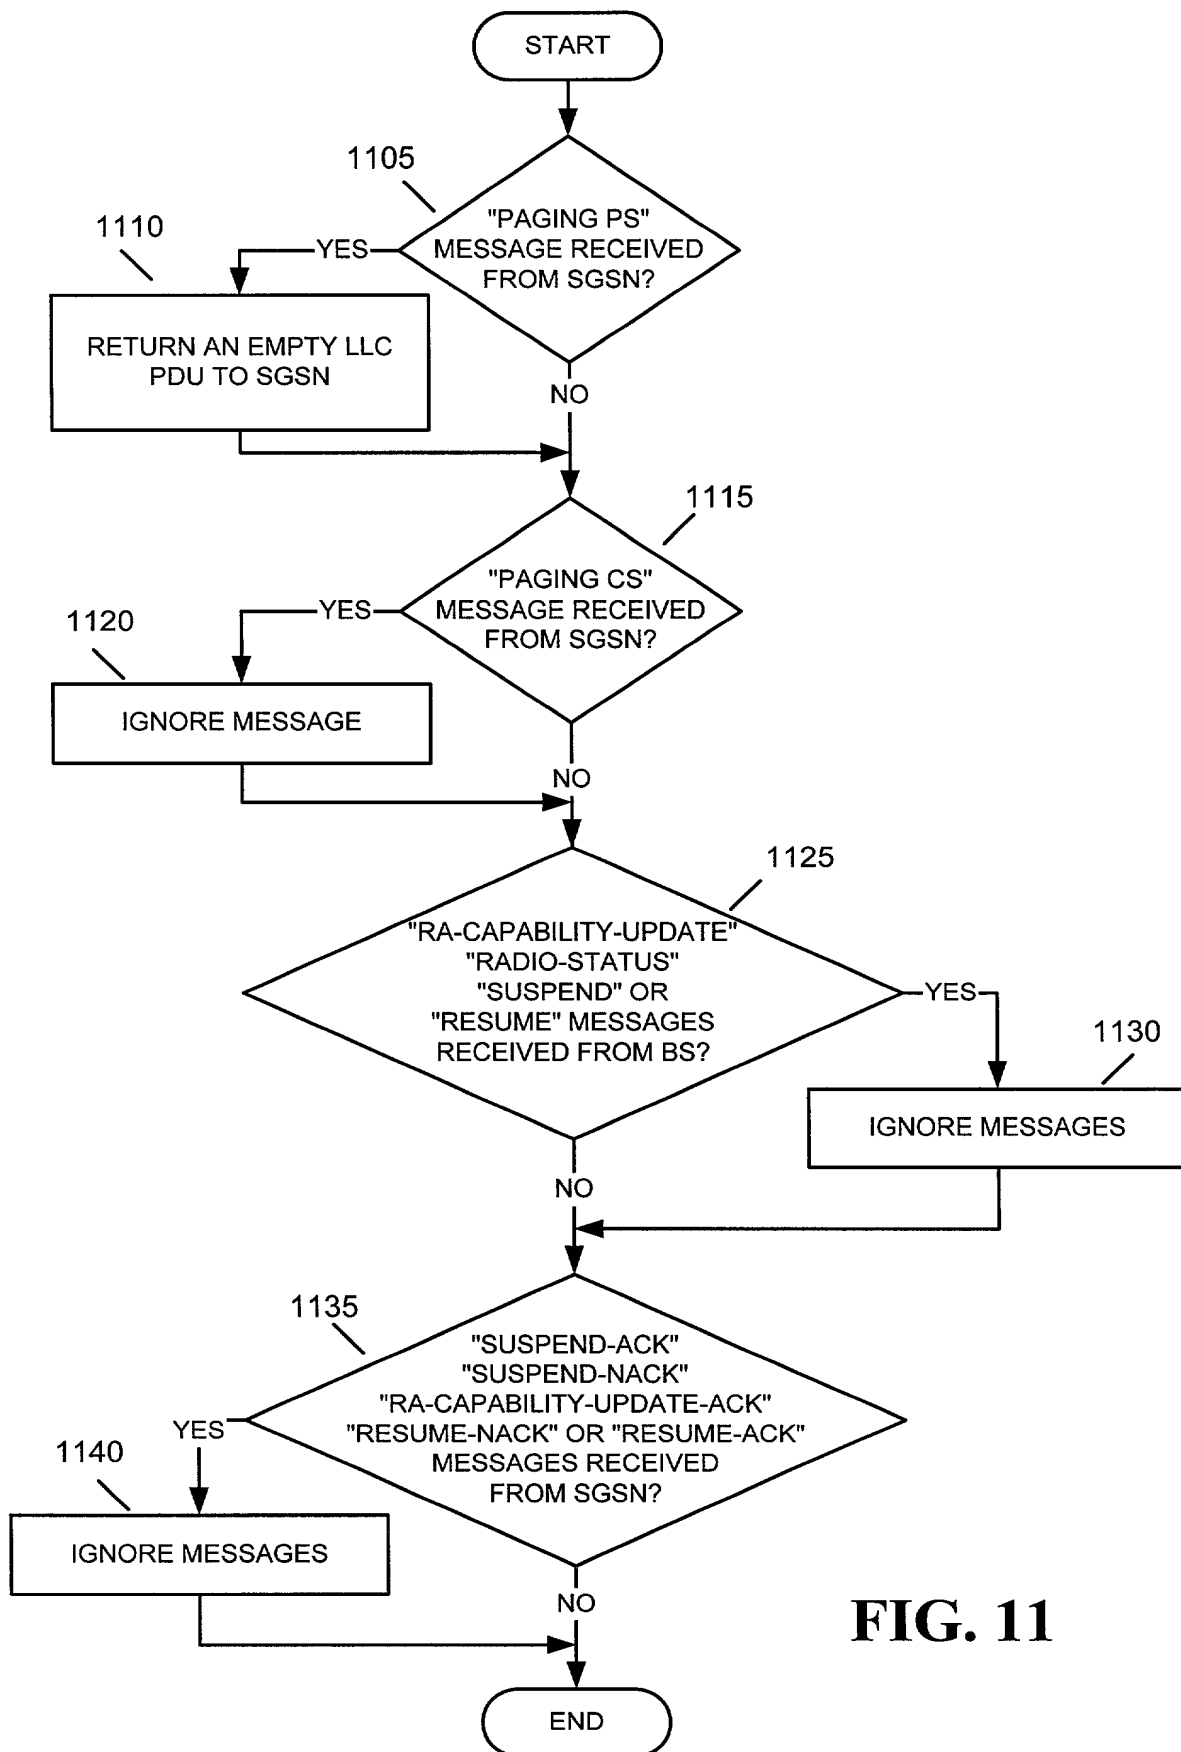 START
1105
"PAGING PS"
MESSAGE RECEIVED
FROM SGSN?
YES
1110
RETURN AN EMPTY LLC
PDU TO SGSN
NO
1115
"PAGING CS"
MESSAGE RECEIVED
FROM SGSN?
YES
1120
IGNORE MESSAGE
NO
1125
"RA-CAPABILITY-UPDATE"
"RADIO-STATUS"
"SUSPEND" OR
"RESUME" MESSAGES
RECEIVED FROM BS?
YES
1130
IGNORE MESSAGES
NO
1135
"SUSPEND-ACK"
"SUSPEND-NACK"
"RA-CAPABILITY-UPDATE-ACK"
"RESUME-NACK" OR "RESUME-ACK"
MESSAGES RECEIVED
FROM SGSN?
YES
1140
IGNORE MESSAGES
NO
FIG. 11
END